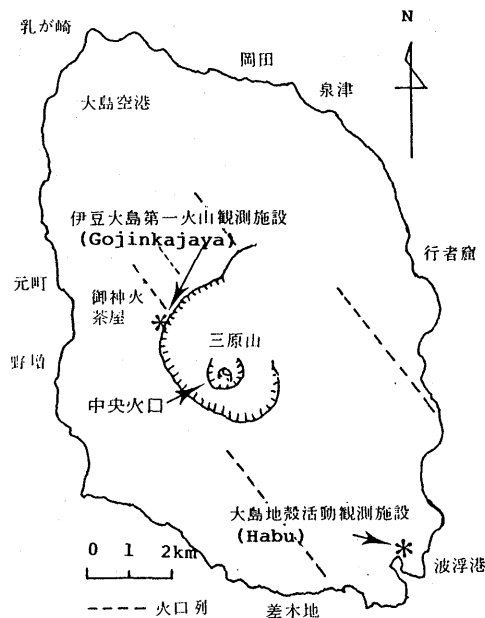 乳が崎
N
岡田
泉津
大島空港
伊豆大島第一火山観測施設
(Gojinkajaya)
行者窟
元町
御神火
茶屋
三原山
野増
中央火口
大島地殻活動観測施設
(Habu)
0 1 2km
波浮港
火口列
差木地